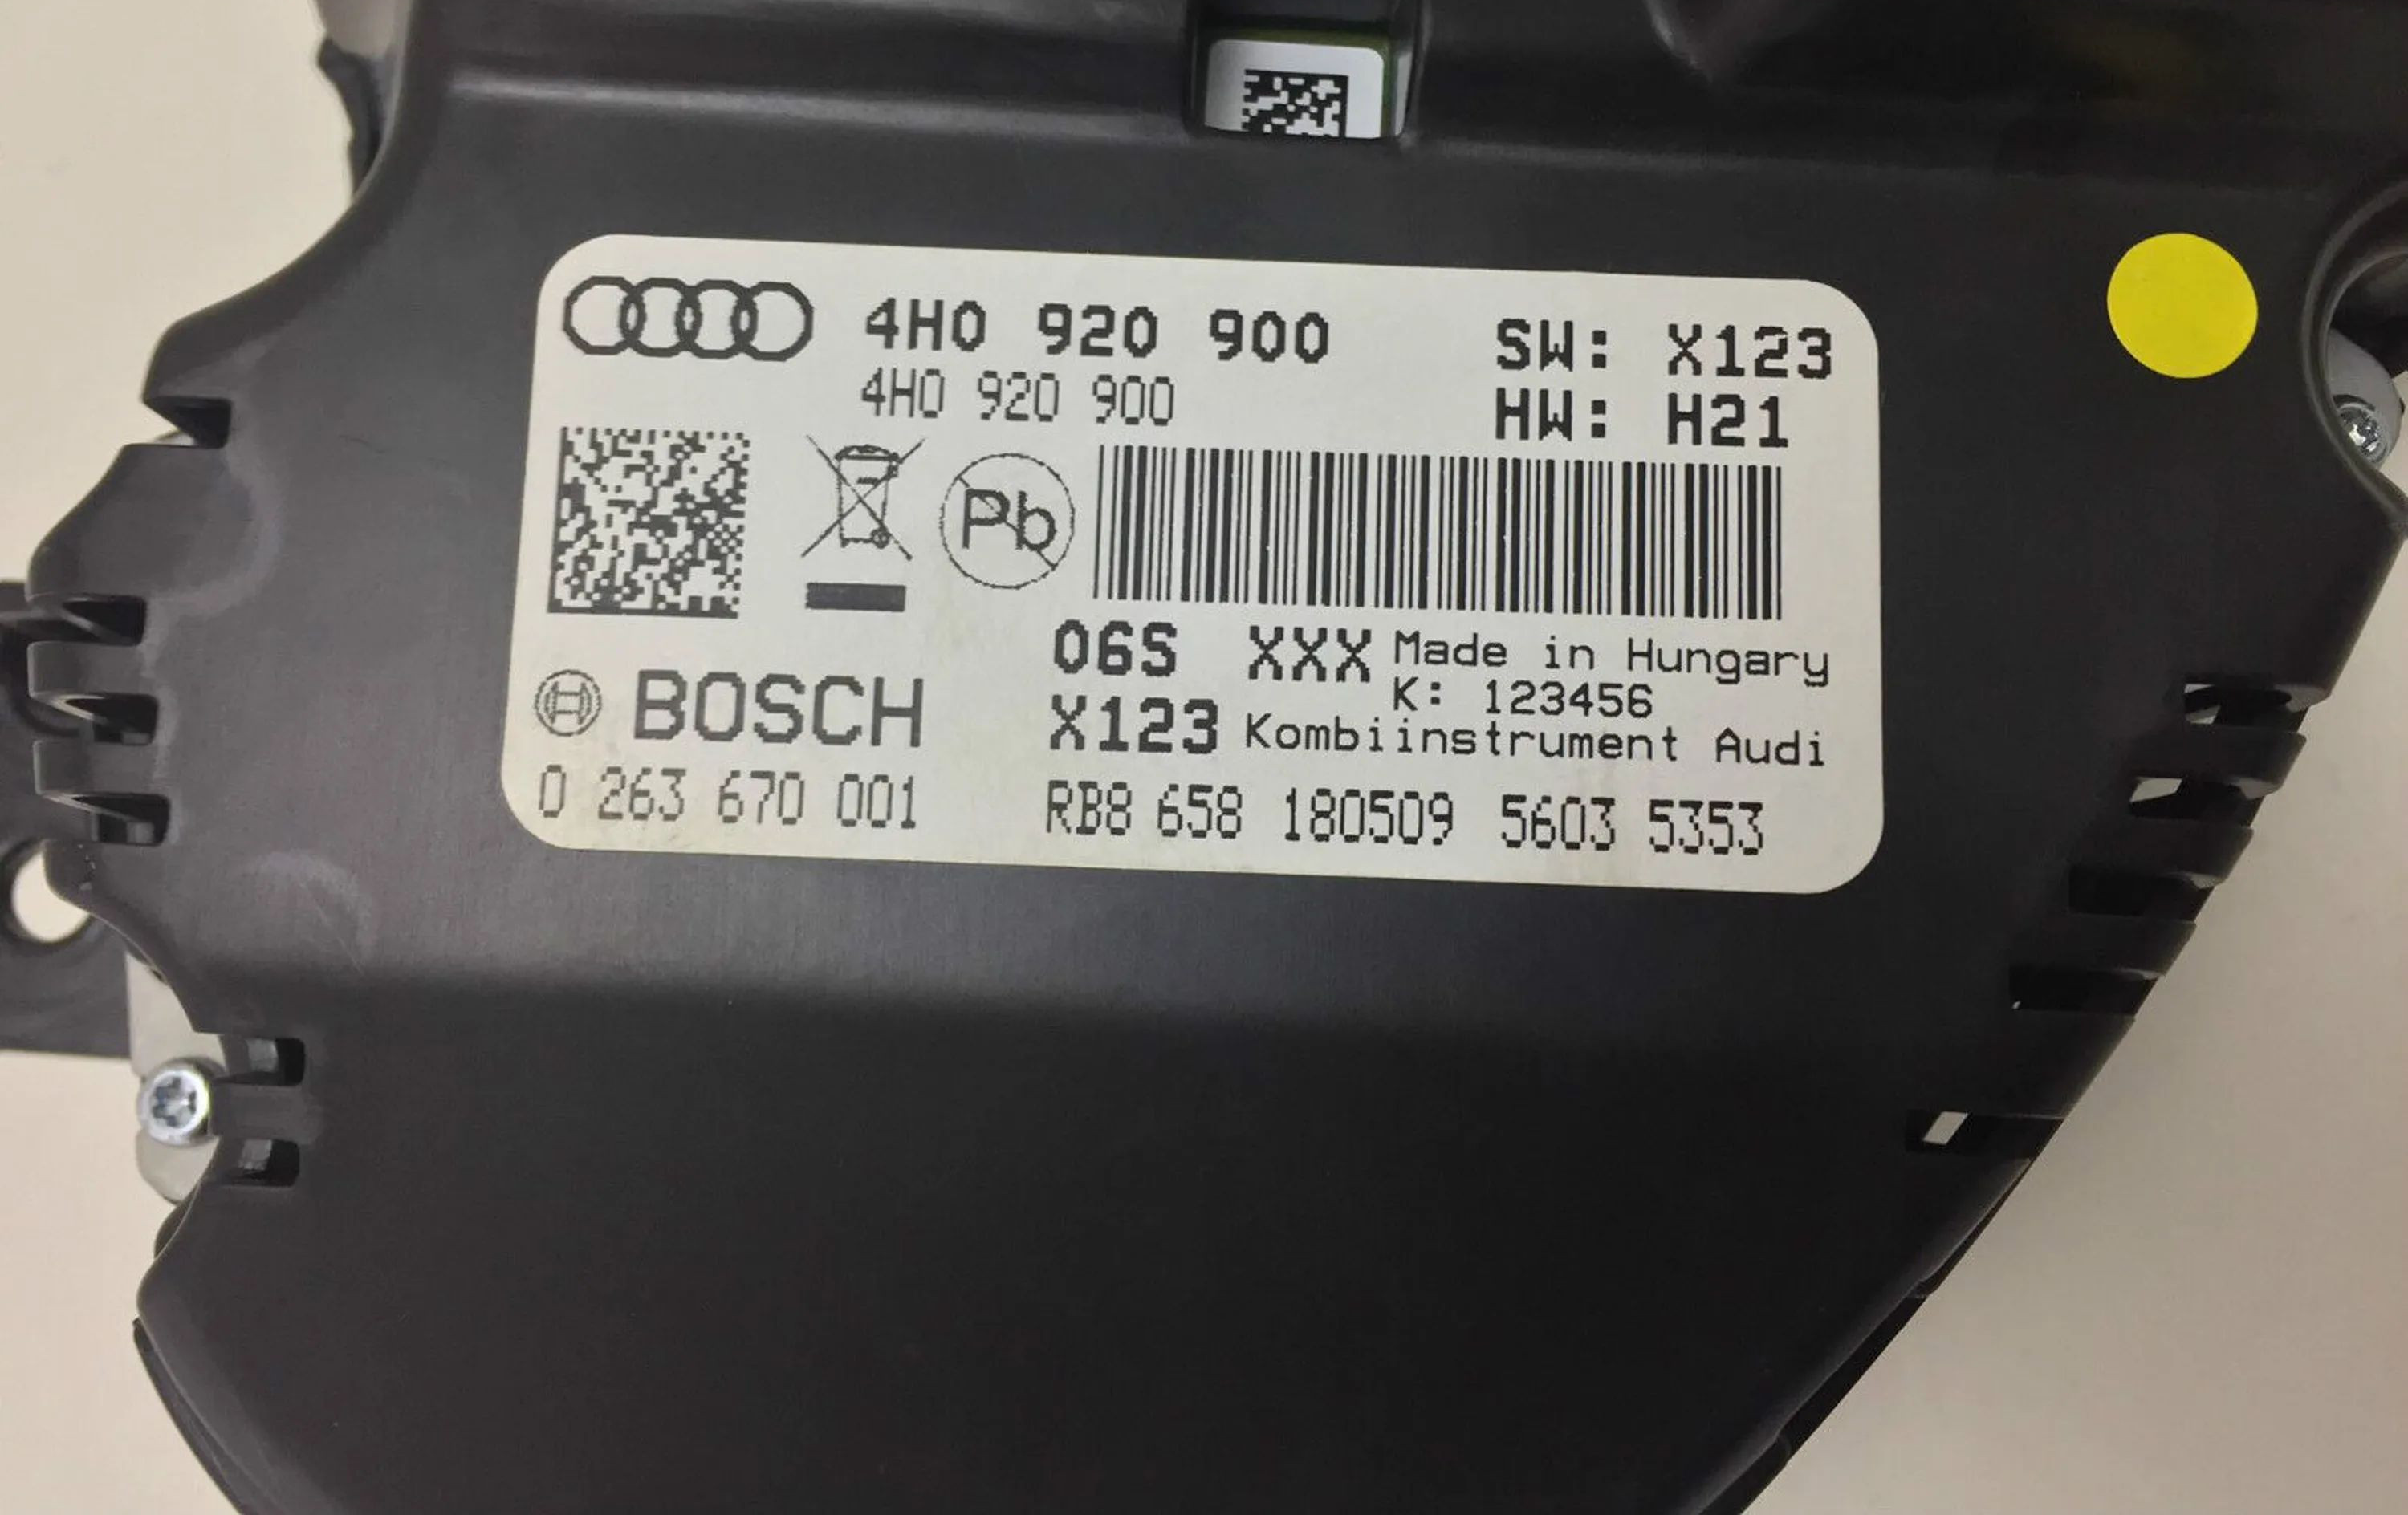 4H0 920 900 SW: X123
4H0 920 900 HW: H21
Pb
06S XXX Made in Hungary
K: 123456
BOSCH X123 Kombiinstrument Audi
0 263 670 001 RB8 658 180509 5603 5353